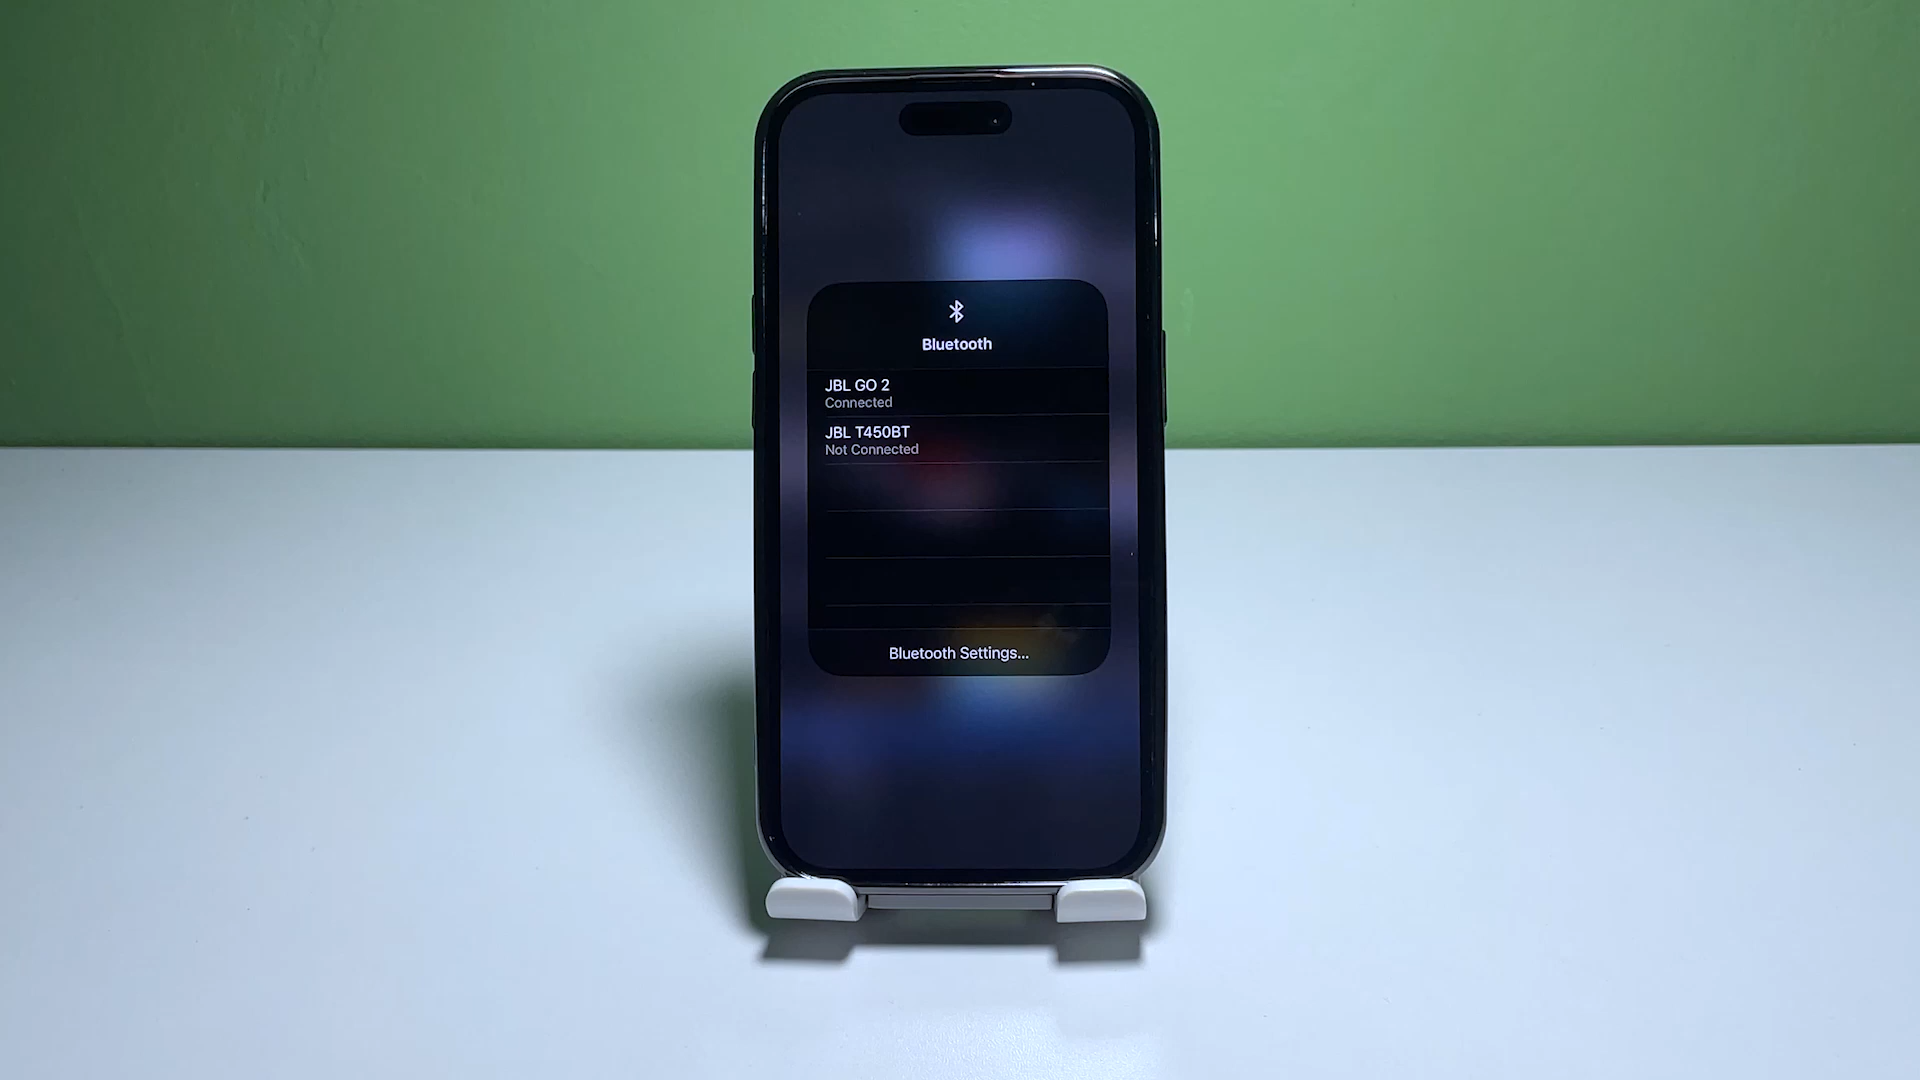 Bluetooth
JBL GO 2
Connected
JBL T450BT
Not Connected
Bluetooth Settings...